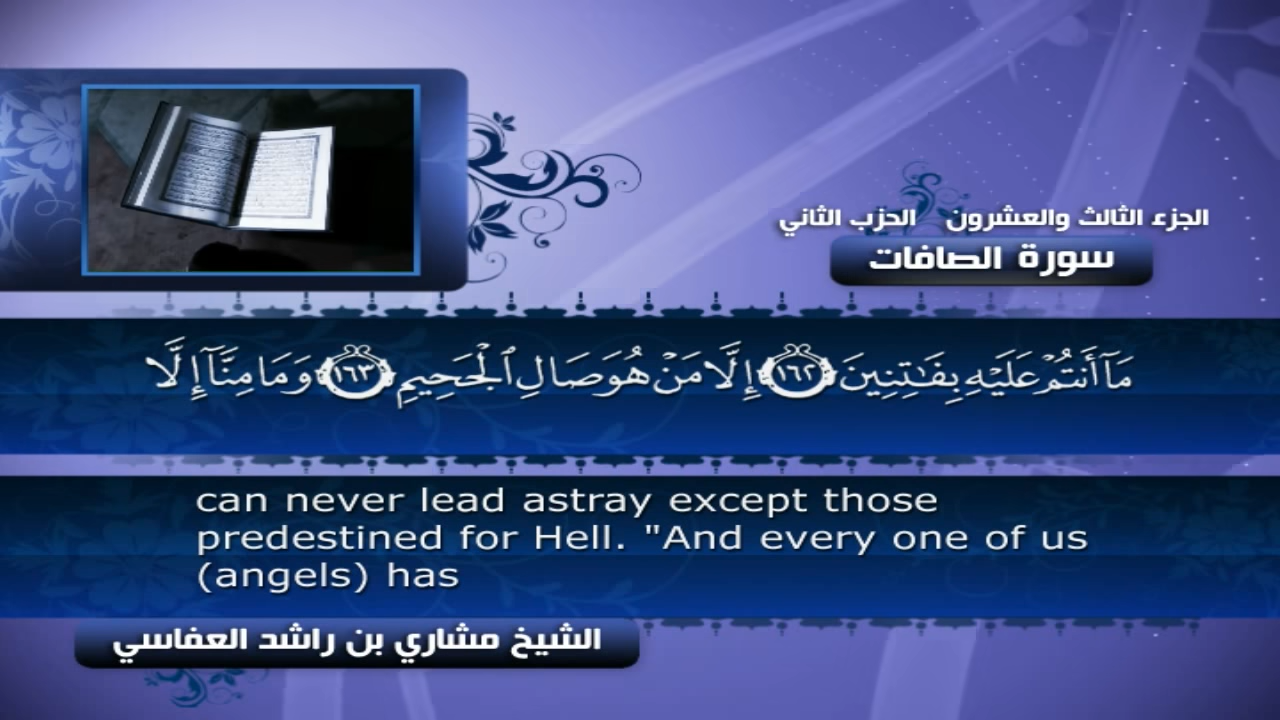 الجزء الثالث والعشرون الحزب الثاني
سورة الصافات
مَآ أَنتُمْ عَلَيْهِ بِفَٰتِنِينَ ١٦٢ إِلَّا مَنْ هُوَ صَالِ ٱلْجَحِيمِ ١٦٣ وَمَا مِنَّآ إِلَّا
can never lead astray except those
predestined for Hell. "And every one of us
(angels) has
الشيخ مشاري بن راشد العفاسي